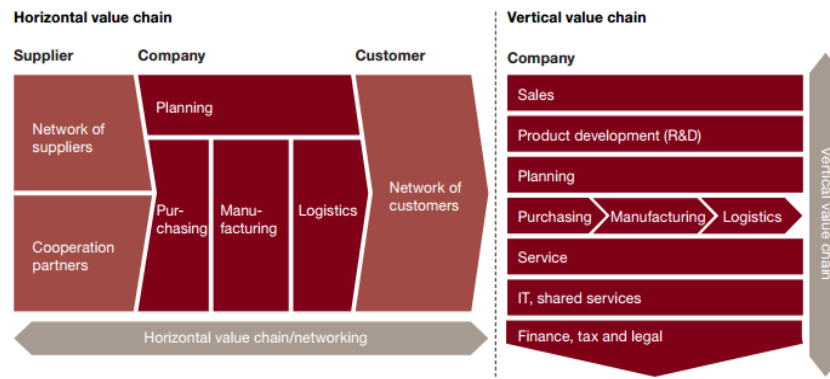 Horizontal value chain
Supplier
Company
Customer
Network of
suppliers
Cooperation
partners
Planning
Pur-
chasing
Manu-
facturing
Logistics
Network of
customers
Horizontal value chain/networking
Vertical value chain
Company
Sales
Product development (R&D)
Planning
Purchasing
Manufacturing
Logistics
Service
IT, shared services
Finance, tax and legal
Vertical value chain